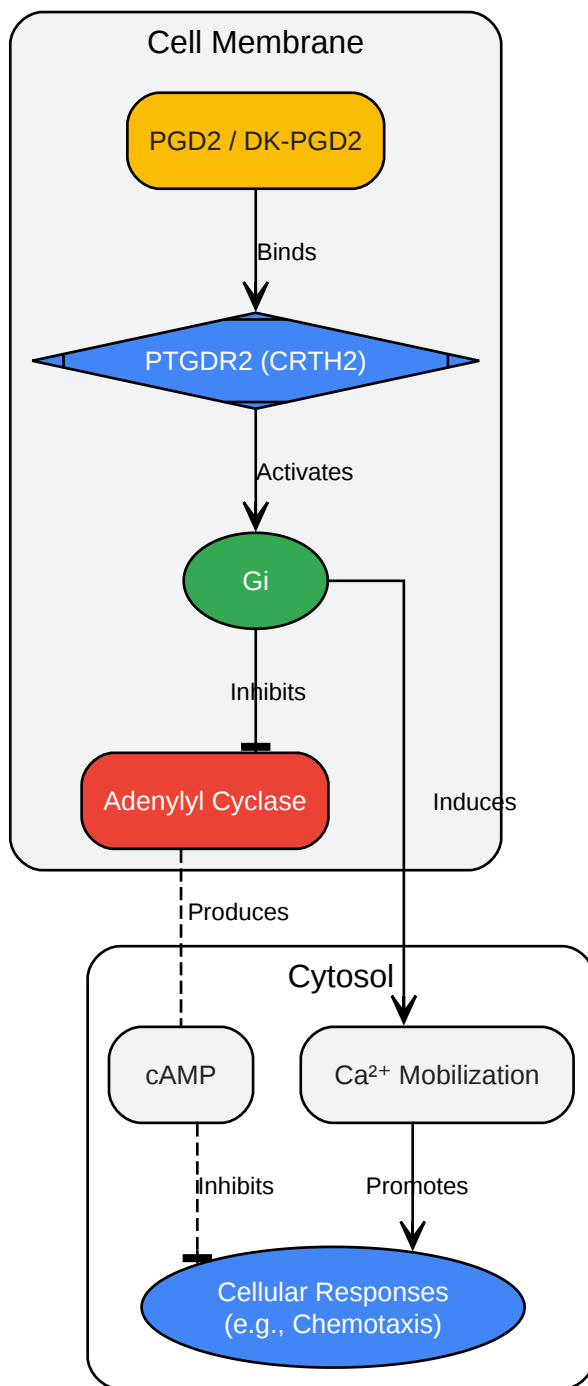 Cell Membrane
PGD2 / DK-PGD2
Binds
PTGDR2 (CRTH2)
Activates
Gi
Inhibits
Adenylyl Cyclase
Induces
Produces
Cytosol
cAMP
Ca²⁺ Mobilization
Inhibits
Promotes
Cellular Responses
(e.g., Chemotaxis)